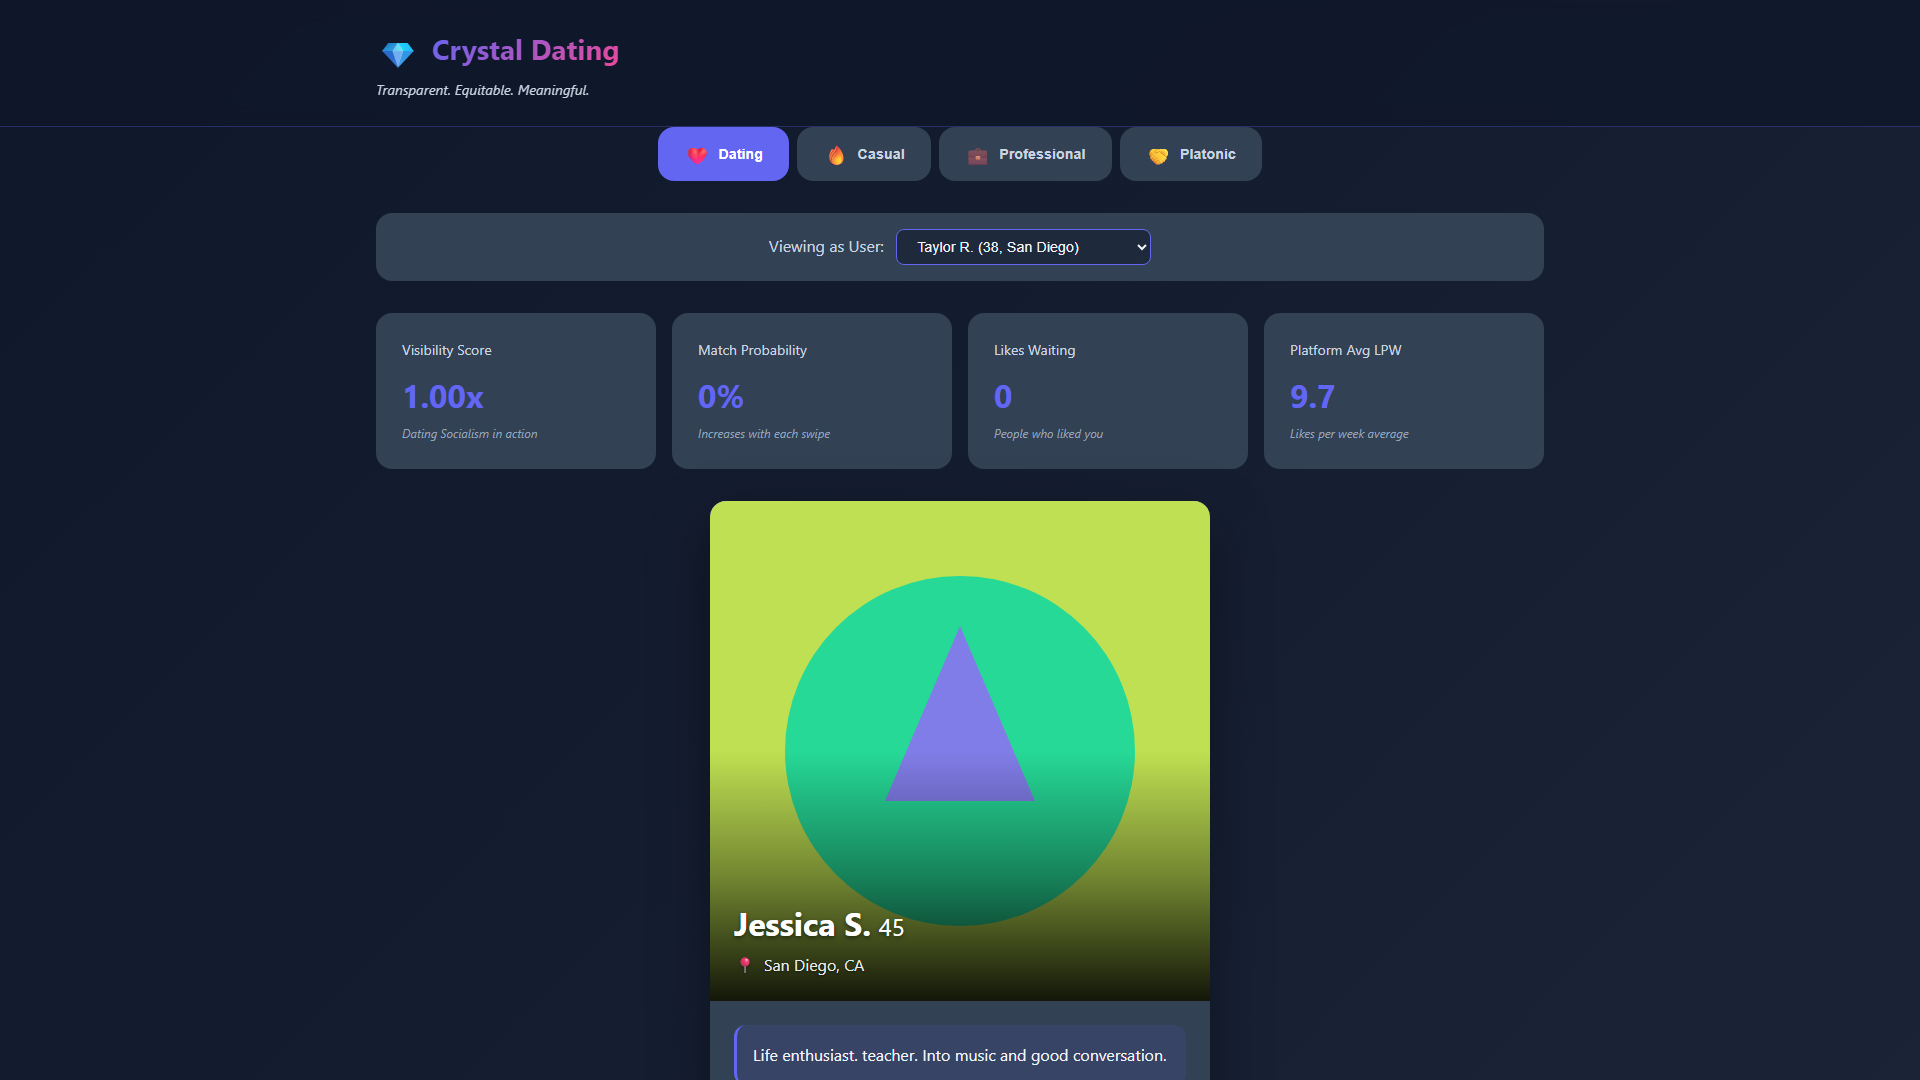 Crystal Dating
Transparent. Equitable. Meaningful.
Dating
Casual
Professional
Platonic
Viewing as User:
Taylor R. (38, San Diego)
Visibility Score
1.00x
Dating Socialism in action
Match Probability
0%
Increases with each swipe
Likes Waiting
0
People who liked you
Platform Avg LPW
9.7
Likes per week average
Jessica S. 45
San Diego, CA
Life enthusiast. teacher. Into music and good conversation.